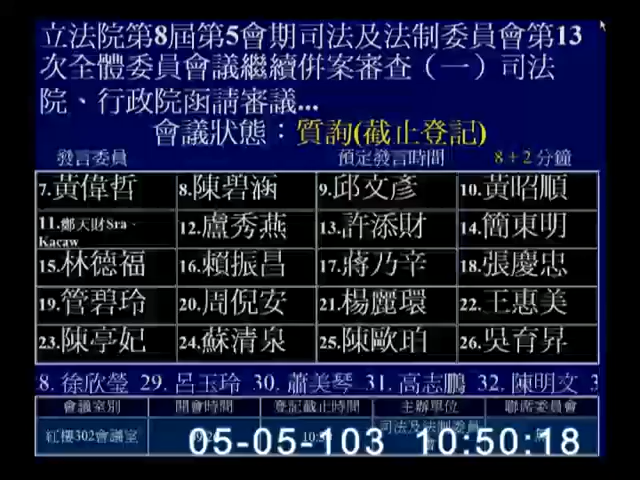 立法院第8屆第5會期司法及法制委員會第13
次全體委員會議繼續併案審查（一）司法
院、行政院函請審議...
會議狀態：質詢(截止登記)
發言委員 預定發言時間 8+2 分鐘
7.黃偉哲 8.陳碧涵 9.邱文彥 10.黃昭順
11.鄭天財Sra．
Kacaw
12.盧秀燕 13.許添財 14.簡東明
15.林德福 16.賴振昌 17.蔣乃辛 18.張慶忠
19.管碧玲 20.周倪安 21.楊麗環 22.王惠美
23.陳亭妃 24.蘇清泉 25.陳歐珀 26.吳育昇
8. 徐欣瑩 29. 呂玉玲 30. 蕭美琴 31. 高志鵬 32. 陳明文 3
會議室別 開會時間 登記截止時間 主辦單位 聯席委員會
紅樓302會議室 司法及法制委員
05-05-103 10:50:18